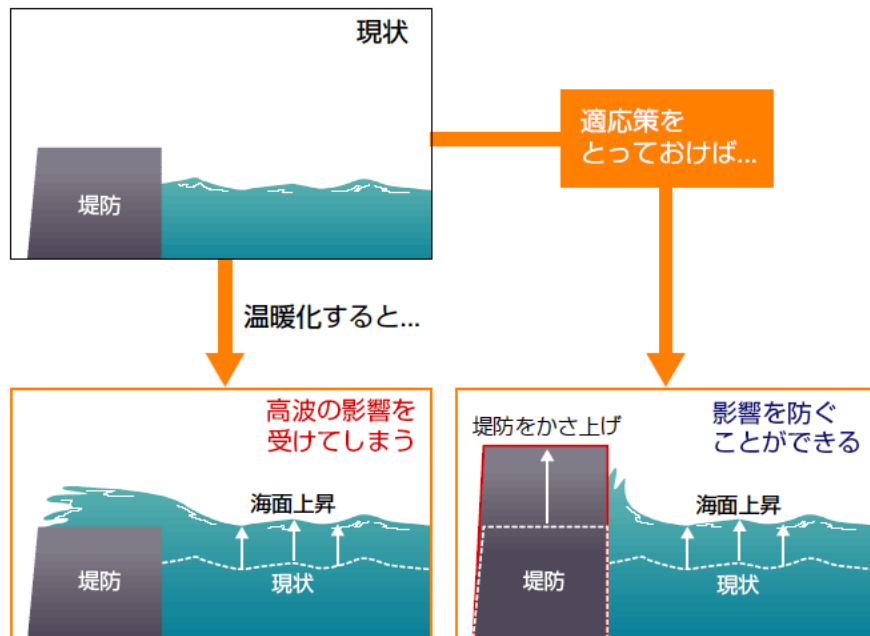 現状
堤防
適応策を
とっておけば…
温暖化すると…
高波の影響を
受けてしまう
海面上昇
堤防
現状
堤防をかさ上げ
影響を防ぐ
ことができる
海面上昇
堤防
現状